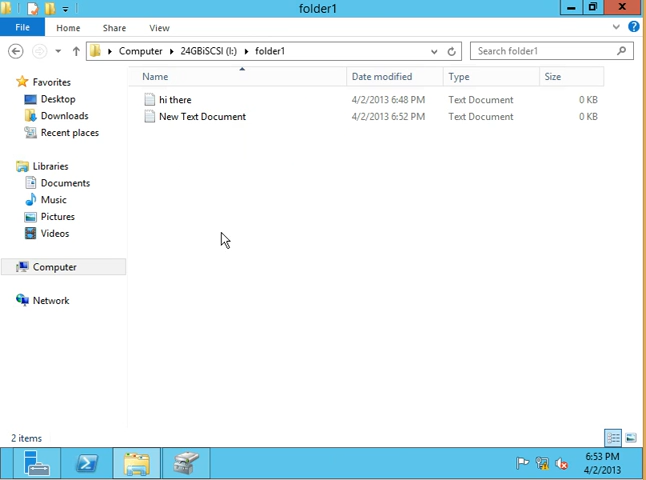 folder1
File Home Share View
Computer 24GBiSCSI (I:) folder1 Search folder1
Name Date modified Type Size
Favorites
Desktop
Downloads
Recent places
Libraries
Documents
Music
Pictures
Videos
Computer
Network
hi there 4/2/2013 6:48 PM Text Document 0 KB
New Text Document 4/2/2013 6:52 PM Text Document 0 KB
2 items
6:53 PM
4/2/2013